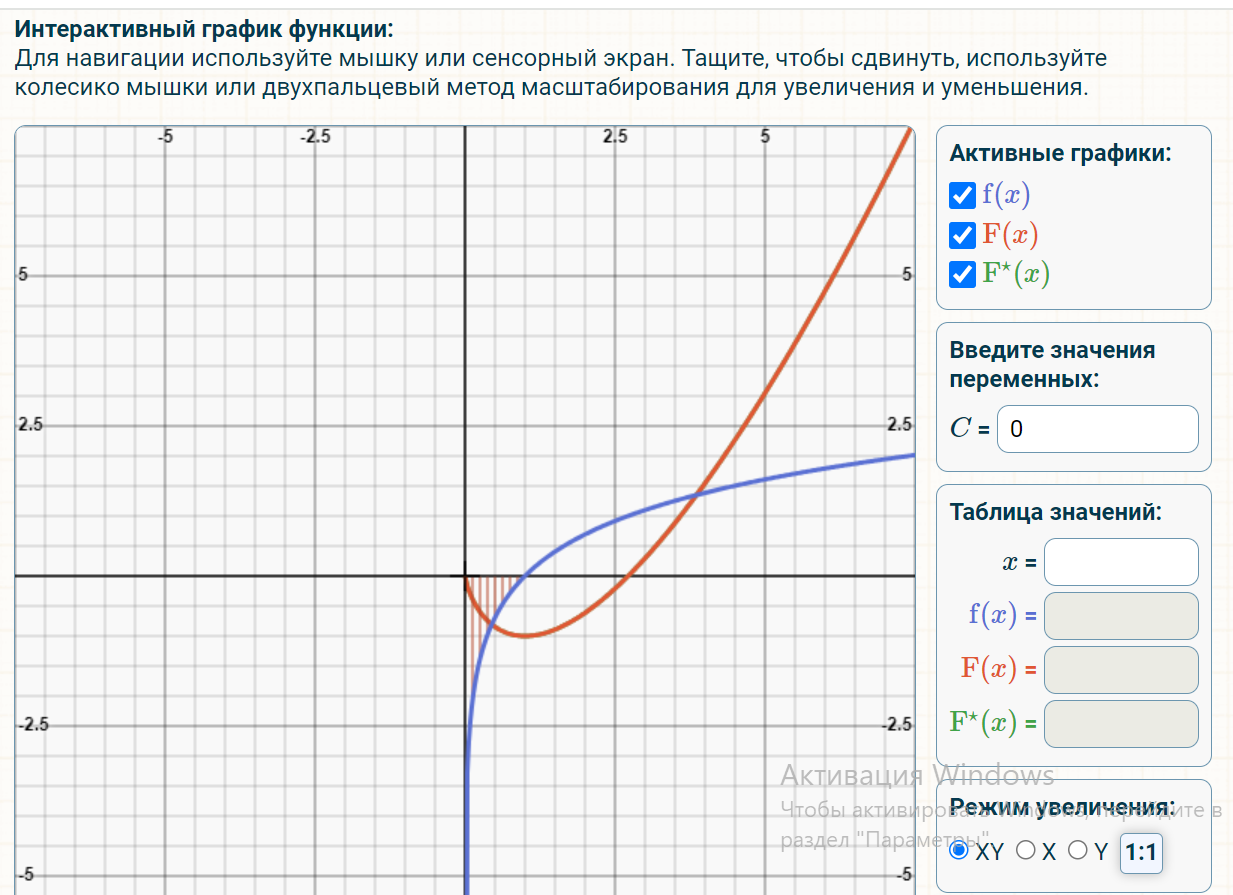 Интерактивный график функции:
Для навигации используйте мышку или сенсорный экран. Тащите, чтобы сдвинуть, используйте
колесико мышки или двухпальцевый метод масштабирования для увеличения и уменьшения.
-5 -2.5 2.5 5
5 5
2.5 2.5
-2.5 -2.5
-5 -5
Активные графики:
f(x)
F(x)
F*(x)
Введите значения
переменных:
C = 0
Таблица значений:
x =
f(x) =
F(x) =
F*(x) =
Активация Windows
Чтобы активировать Windows, перейдите в
раздел "Параметры"
Режим увеличения:
XY X Y 1:1